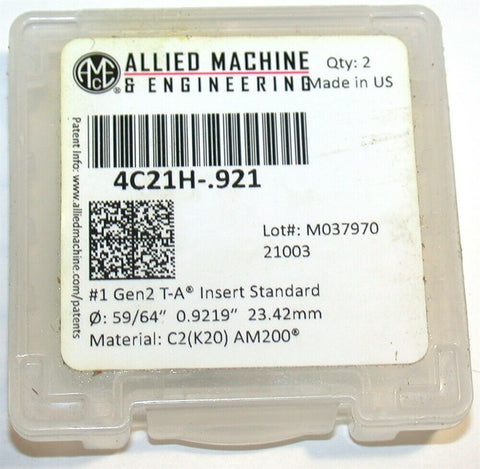 AMEC® ALLIED MACHINE
& ENGINEERING
Qty: 2
Made in US
4C21H-.921
Patent Info: www.alliedmachine.com/patents
Lot#: M037970
21003
#1 Gen2 T-A® Insert Standard
Ø: 59/64" 0.9219" 23.42mm
Material: C2(K20) AM200®